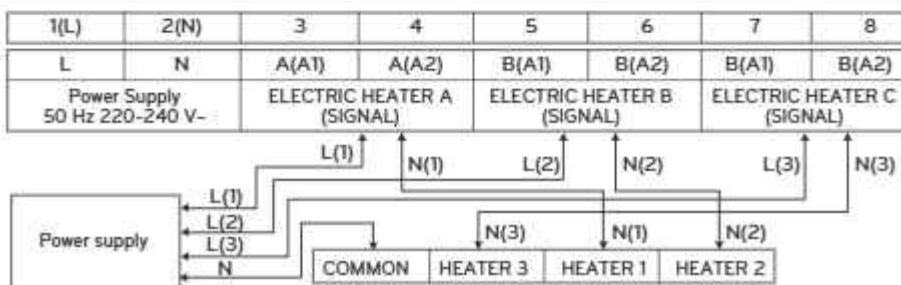 1(L) 2(N) 3 4 5 6 7 8
L N A(A1) A(A2) B(A1) B(A2) B(A1) B(A2)
Power Supply ELECTRIC HEATER A ELECTRIC HEATER B ELECTRIC HEATER C
50 Hz 220-240 V~ (SIGNAL) (SIGNAL) (SIGNAL)
L(1) N(1) L(2) N(2) L(3) N(3)
L(1)
L(2)
Power supply
L(3)
N(3) N(1) N(2)
N
COMMON HEATER 3 HEATER 1 HEATER 2